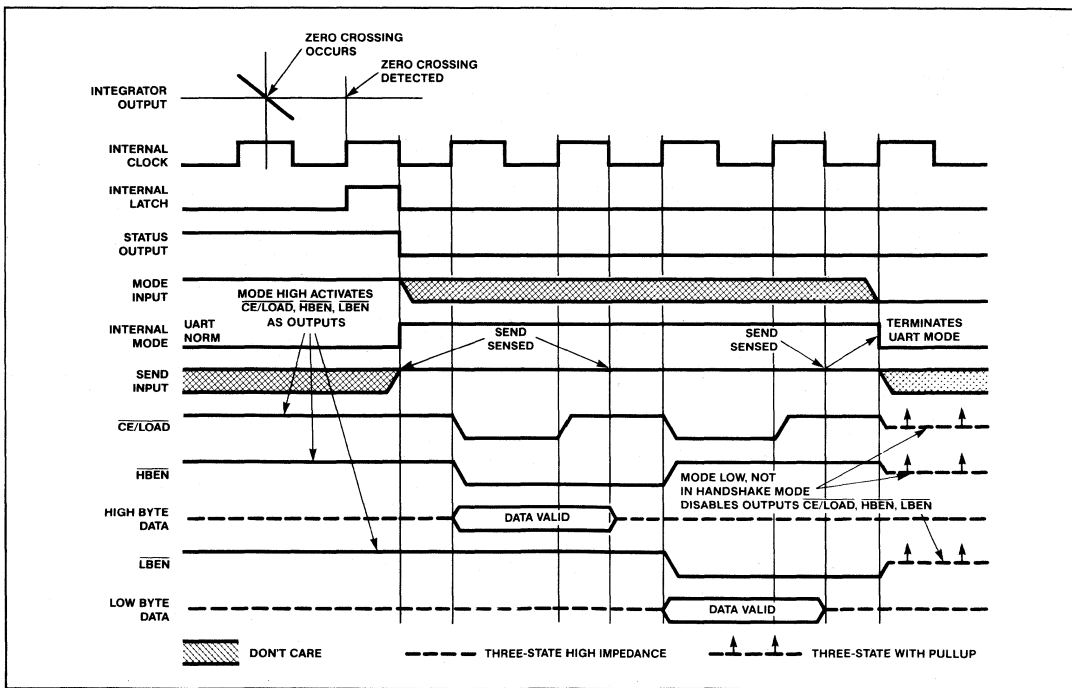 ZERO CROSSING
OCCURS
ZERO CROSSING
DETECTED
INTEGRATOR
OUTPUT
INTERNAL
CLOCK
INTERNAL
LATCH
STATUS
OUTPUT
MODE
INPUT
MODE HIGH ACTIVATES
CE/LOAD, HBEN, LBEN
AS OUTPUTS
INTERNAL
MODE
UART
NORM
SEND
SENSED
SEND
SENSED
TERMINATES
UART MODE
SEND
INPUT
CE/LOAD
HBEN
MODE LOW, NOT
IN HANDSHAKE MODE
DISABLES OUTPUTS CE/LOAD, HBEN, LBEN
HIGH BYTE
DATA
DATA VALID
LBEN
LOW BYTE
DATA
DATA VALID
DON'T CARE
THREE-STATE HIGH IMPEDANCE
THREE-STATE WITH PULLUP